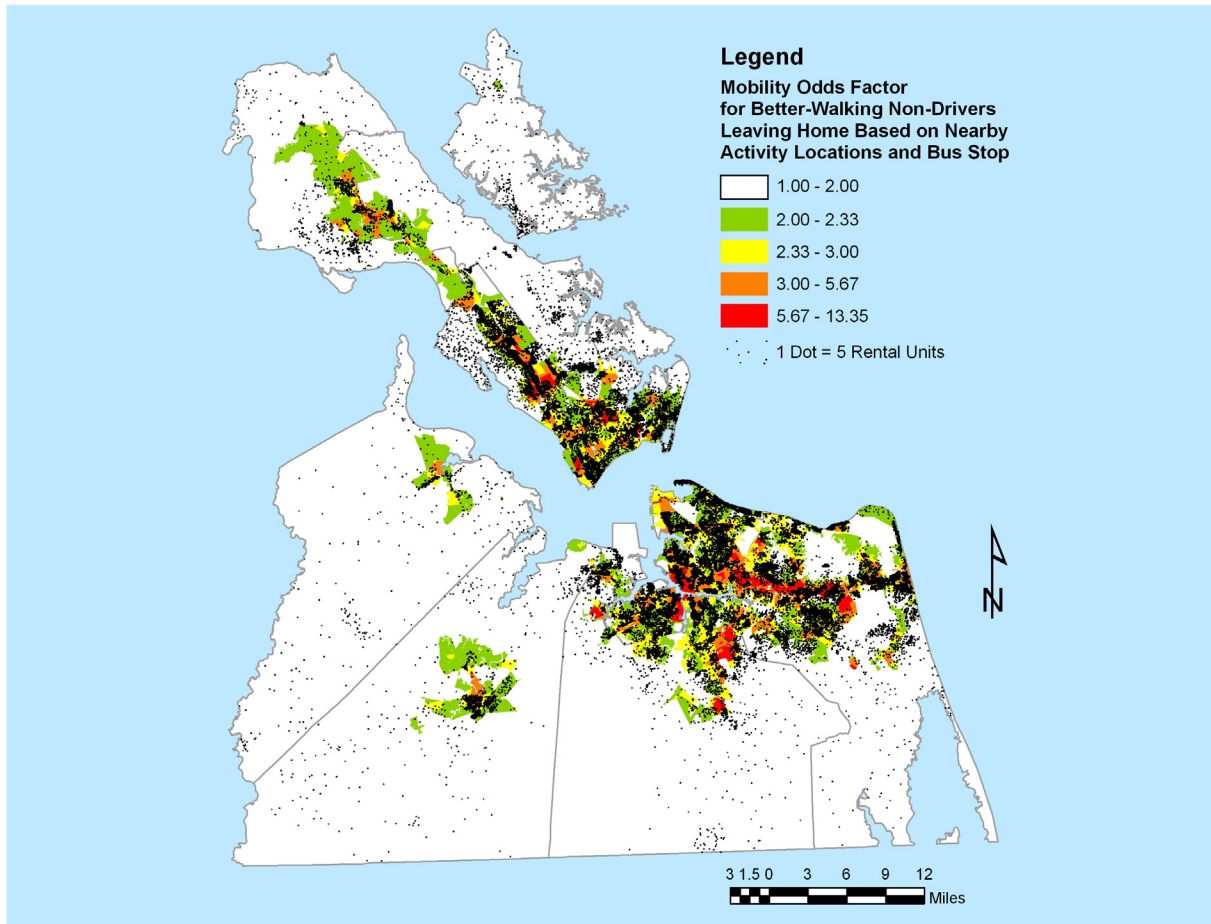 Legend
Mobility Odds Factor
for Better-Walking Non-Drivers
Leaving Home Based on Nearby
Activity Locations and Bus Stop
1.00 - 2.00
2.00 - 2.33
2.33 - 3.00
3.00 - 5.67
5.67 - 13.35
1 Dot = 5 Rental Units
N
3 1.5 0 3 6 9 12
Miles